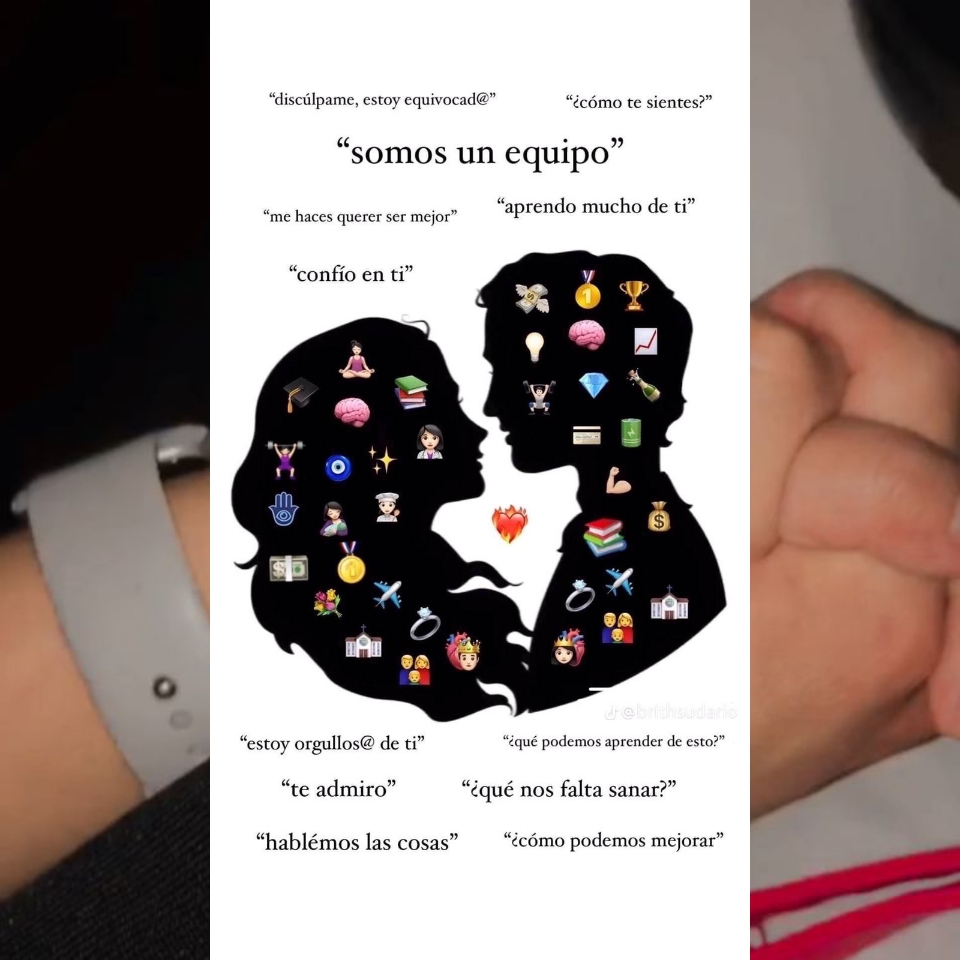 “discúlpame, estoy equivocad@”
“¿cómo te sientes?”
“somos un equipo”
“me haces querer ser mejor”
“aprendo mucho de ti”
“confío en ti”
@brithsudario
“estoy orgullos@ de ti”
“¿qué podemos aprender de esto?”
“te admiro”
“¿qué nos falta sanar?”
“hablémos las cosas”
“¿cómo podemos mejorar”